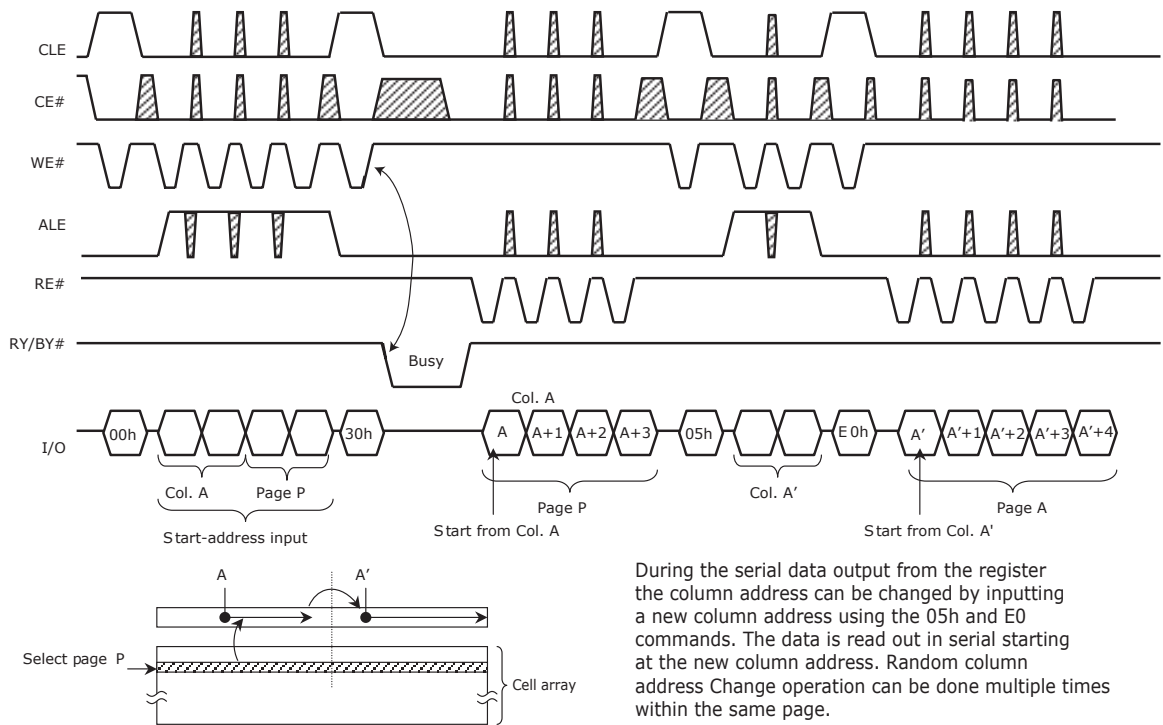 CLE
CE#
WE#
ALE
RE#
RY/BY#
Busy
I/O
00h
30h
Col. A
A
A+1
A+2
A+3
05h
E0h
A'
A'+1
A'+2
A'+3
A'+4
Col. A
Page P
Start-address input
Page P
Start from Col. A
Col. A'
Page A
Start from Col. A'
A
A'
Select page P
Cell array
During the serial data output from the register
the column address can be changed by inputting
a new column address using the 05h and E0
commands. The data is read out in serial starting
at the new column address. Random column
address Change operation can be done multiple times
within the same page.